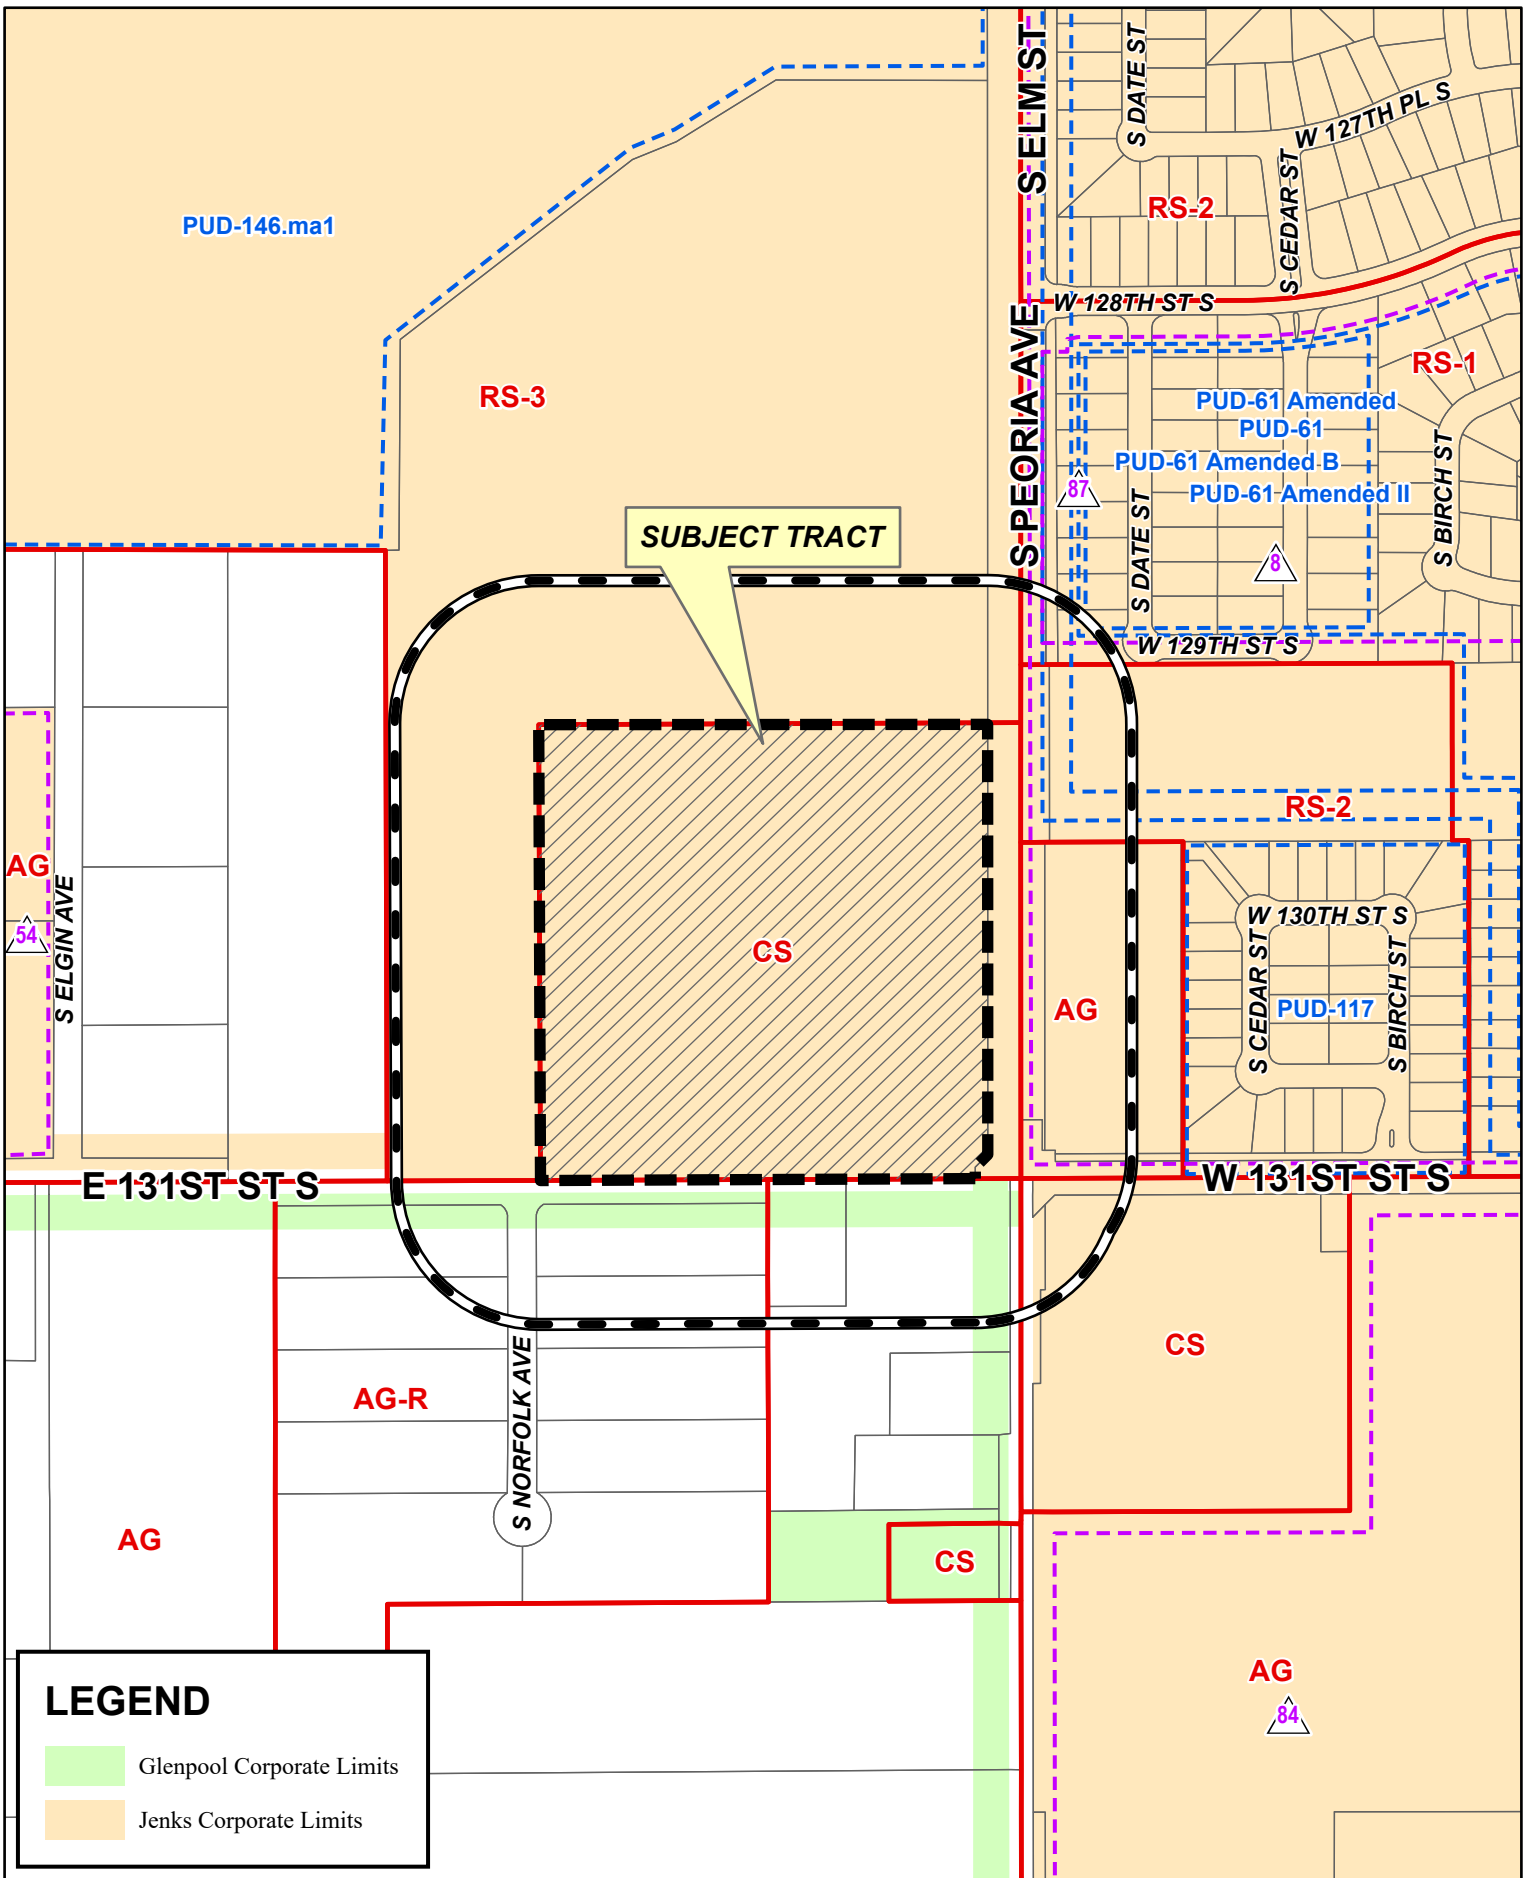 S ELM ST
S DATE ST
W 127TH PL S
S CEDAR ST
RS-2
PUD-146.ma1
W 128TH ST S
S PEORIA AVE
RS-1
RS-3
PUD-61 Amended
PUD-61
PUD-61 Amended B
PUD-61 Amended II
87
S DATE ST
S BIRCH ST
8
SUBJECT TRACT
W 129TH ST S
RS-2
AG
54
S ELGIN AVE
CS
AG
W 130TH ST S
S CEDAR ST
PUD-117
S BIRCH ST
E 131ST ST S
W 131ST ST S
CS
AG-R
S NORFOLK AVE
AG
CS
AG
84
LEGEND
Glenpool Corporate Limits
Jenks Corporate Limits